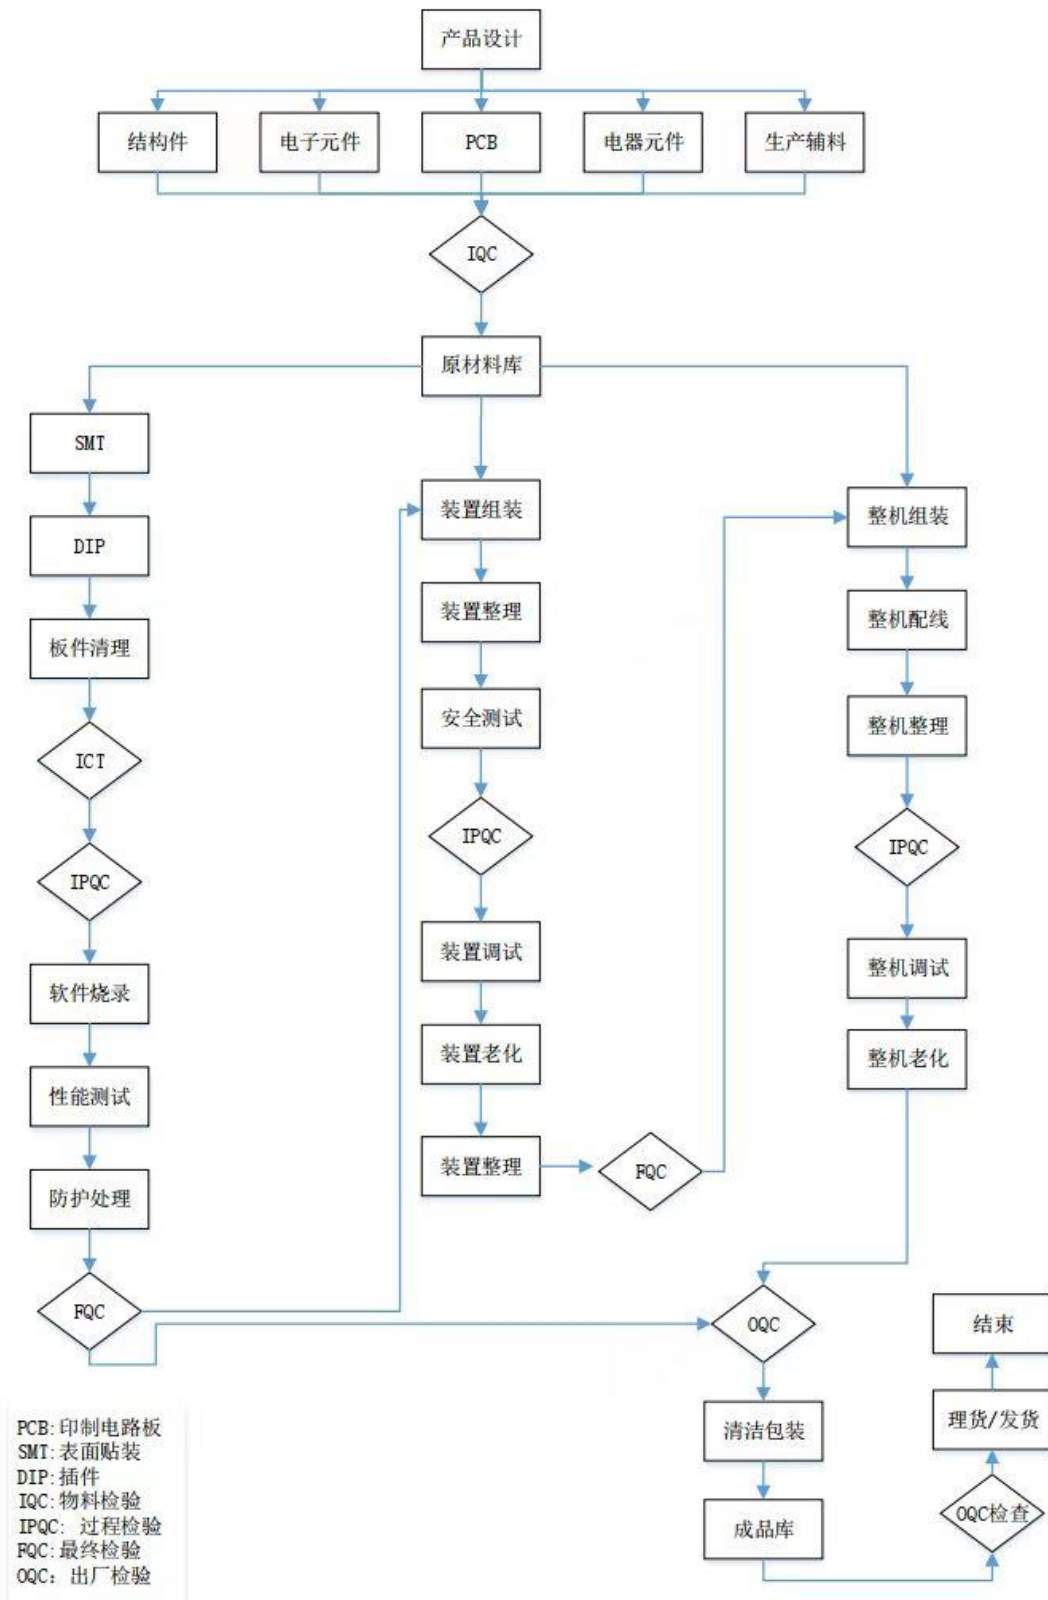 产品设计
结构件
电子元件
PCB
电器元件
生产辅料
IQC
原材料库
SMT
DIP
板件清理
ICT
IPQC
软件烧录
性能测试
防护处理
FQC
装置组装
装置整理
安全测试
IPQC
装置调试
装置老化
装置整理
FQC
整机组装
整机配线
整机整理
IPQC
整机调试
整机老化
OQC
清洁包装
成品库
OQC检查
理货/发货
结束
PCB:印制电路板
SMT:表面贴装
DIP:插件
IQC:物料检验
IPQC: 过程检验
FQC:最终检验
OQC: 出厂检验